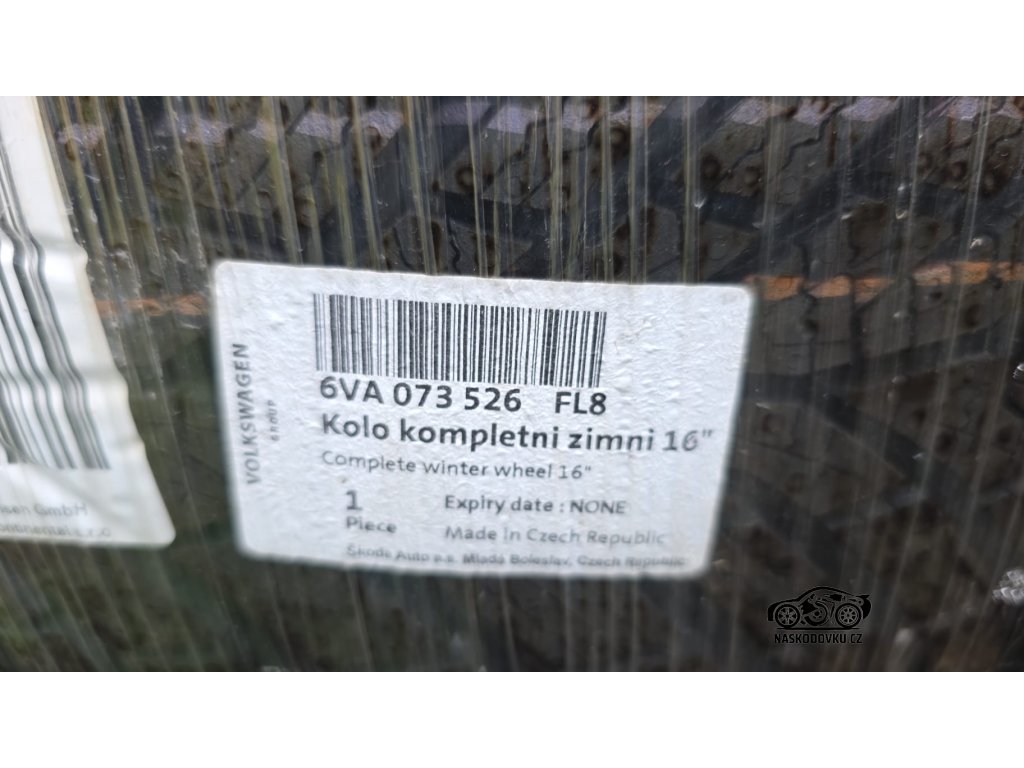 VOLKSWAGEN
GROUP
6VA 073 526 FL8
Kolo kompletni zimni 16"
Complete winter wheel 16"
1
Piece
Expiry date : NONE
Made in Czech Republic
Škoda Auto a.s. Mladá Boleslav, Czech Republic
GmbH
NASKODOVKU.CZ